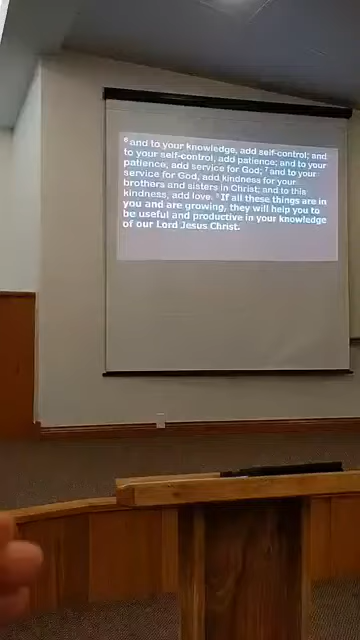 ⁶ and to your knowledge, add self-control; and
to your self-control, add patience; and to your
patience, add service for God; ⁷ and to your
service for God, add kindness for your
brothers and sisters in Christ; and to this
kindness, add love. ⁸ If all these things are in
you and are growing, they will help you to
be useful and productive in your knowledge
of our Lord Jesus Christ.